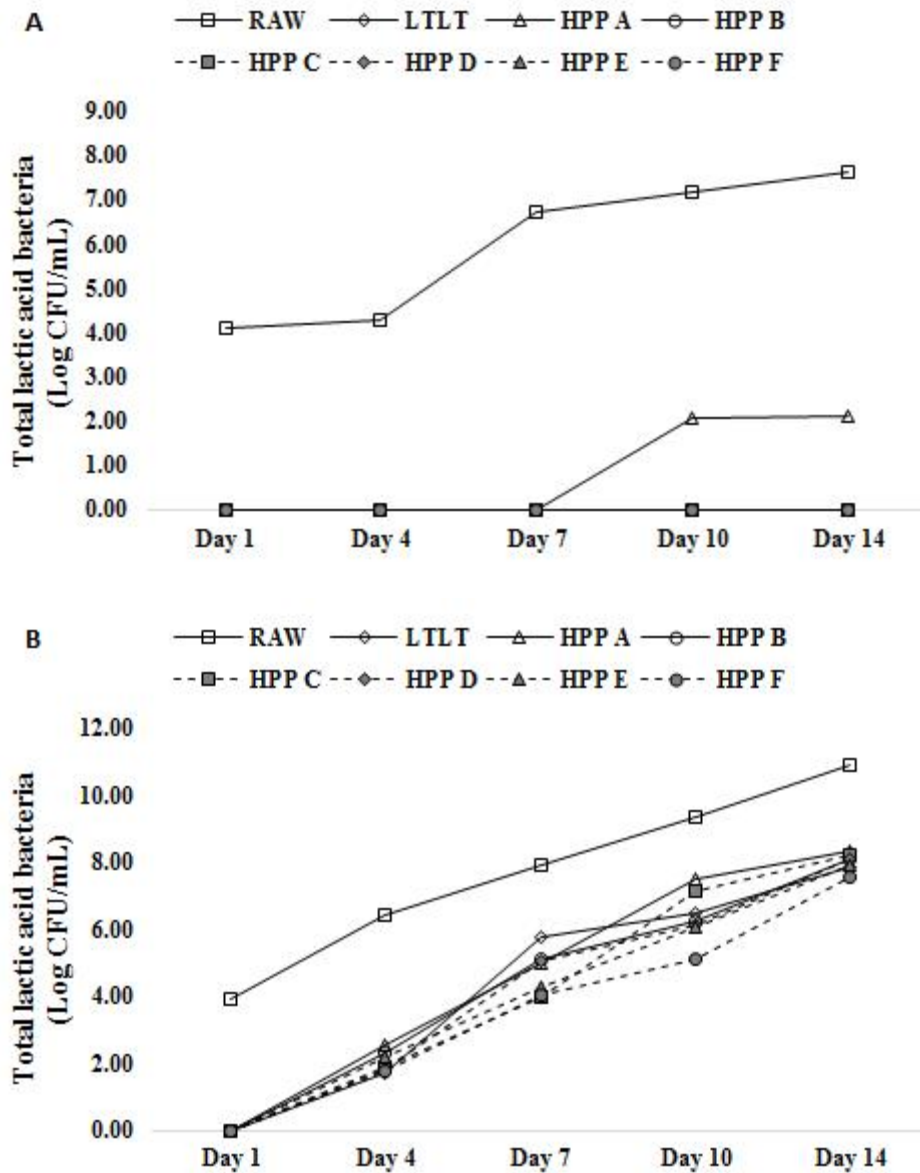 A
RAW LTLT HPP A HPP B
HPP C HPP D HPP E HPP F
Total lactic acid bacteria
(Log CFU/mL)
9.00
8.00
7.00
6.00
5.00
4.00
3.00
2.00
1.00
0.00
Day 1 Day 4 Day 7 Day 10 Day 14
B
RAW LTLT HPP A HPP B
HPP C HPP D HPP E HPP F
Total lactic acid bacteria
(Log CFU/mL)
12.00
10.00
8.00
6.00
4.00
2.00
0.00
Day 1 Day 4 Day 7 Day 10 Day 14